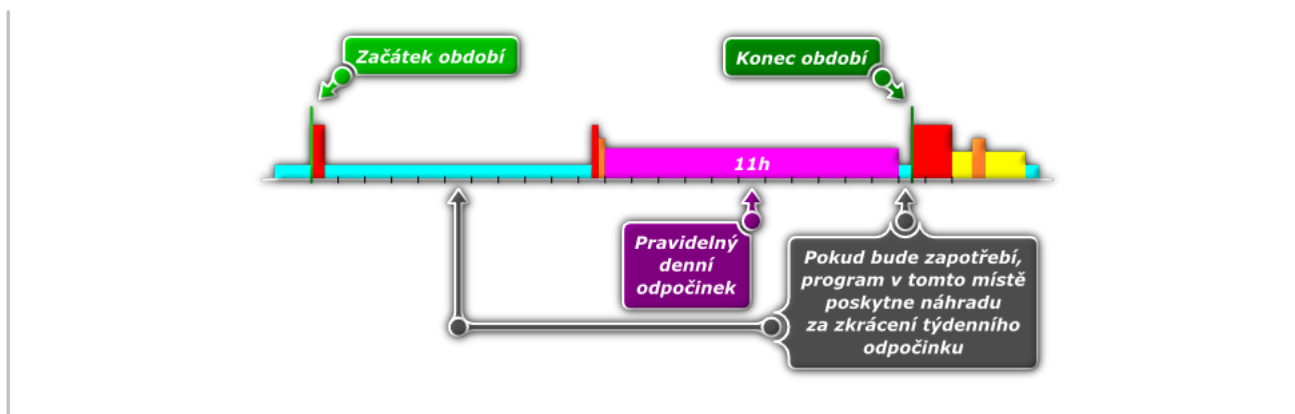 Začátek období
Konec období
11h
Pravidelný
denní
odpočinek
Pokud bude zapotřebí,
program v tomto místě
poskytne náhradu
za zkrácení týdenního
odpočinku